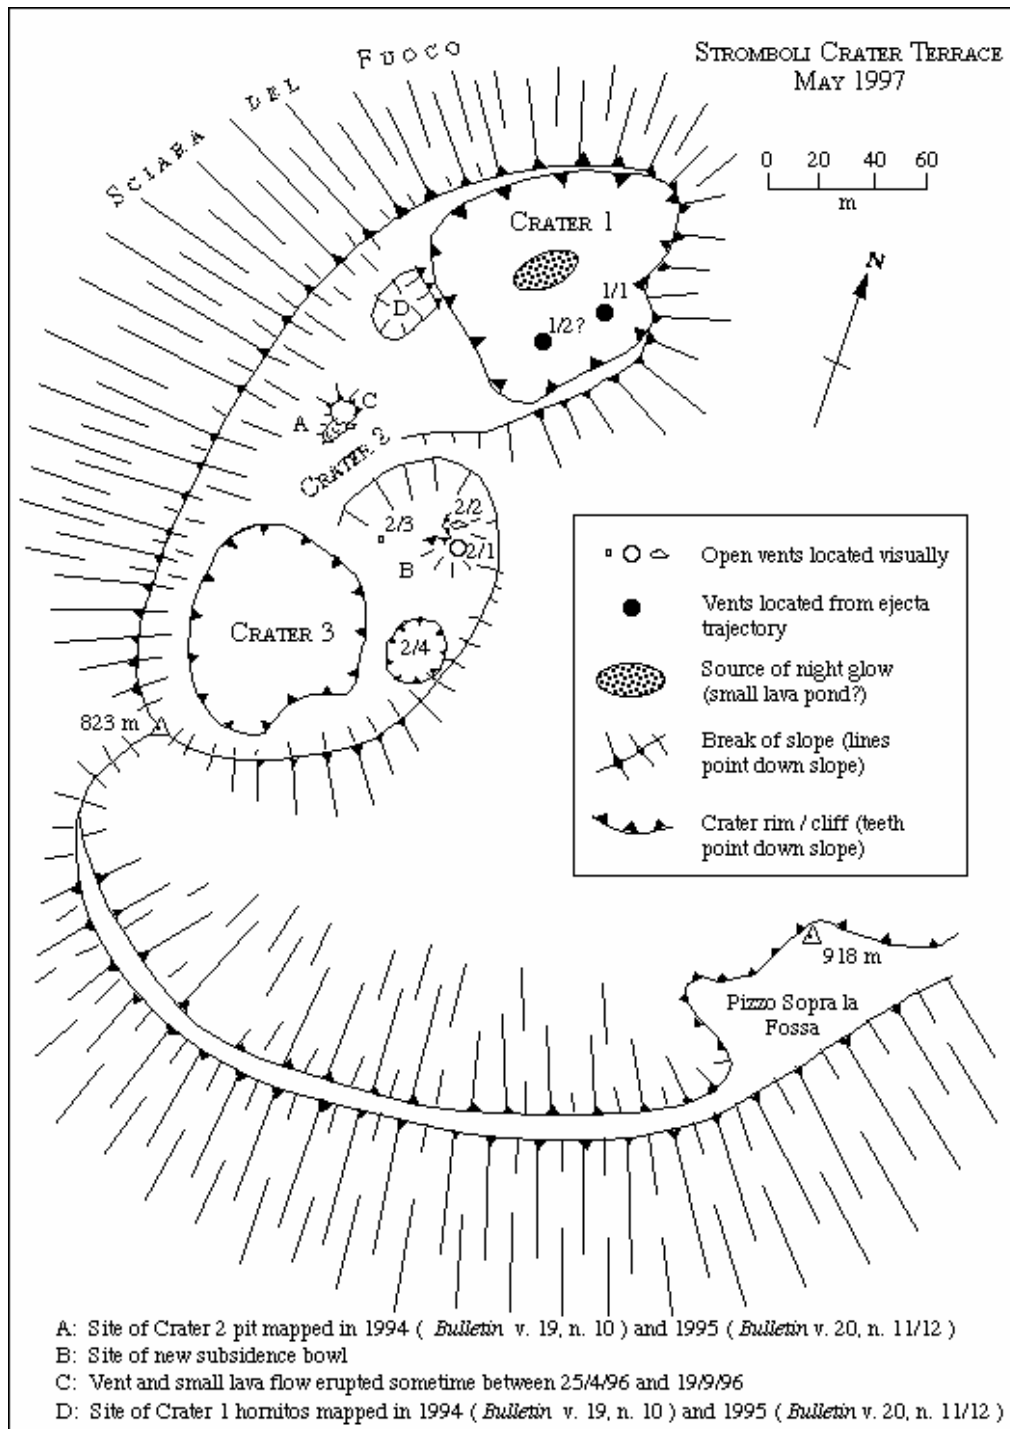 STROMBOLI CRATER TERRACE
MAY 1997
SCIARA DEL FUOCO
0 20 40 60
m
N
CRATER 1
1/1
1/2?
D
C
A
CRATER 2
2/2
2/3
2/1
B
CRATER 3
2/4
823 m
Open vents located visually
Vents located from ejecta
trajectory
Source of night glow
(small lava pond?)
Break of slope (lines
point down slope)
Crater rim / cliff (teeth
point down slope)
918 m
Pizzo Sopra la
Fossa
A: Site of Crater 2 pit mapped in 1994 ( Bulletin v. 19, n. 10 ) and 1995 ( Bulletin v. 20, n. 11/12 )
B: Site of new subsidence bowl
C: Vent and small lava flow erupted sometime between 25/4/96 and 19/9/96
D: Site of Crater 1 hornitos mapped in 1994 ( Bulletin v. 19, n. 10 ) and 1995 ( Bulletin v. 20, n. 11/12 )